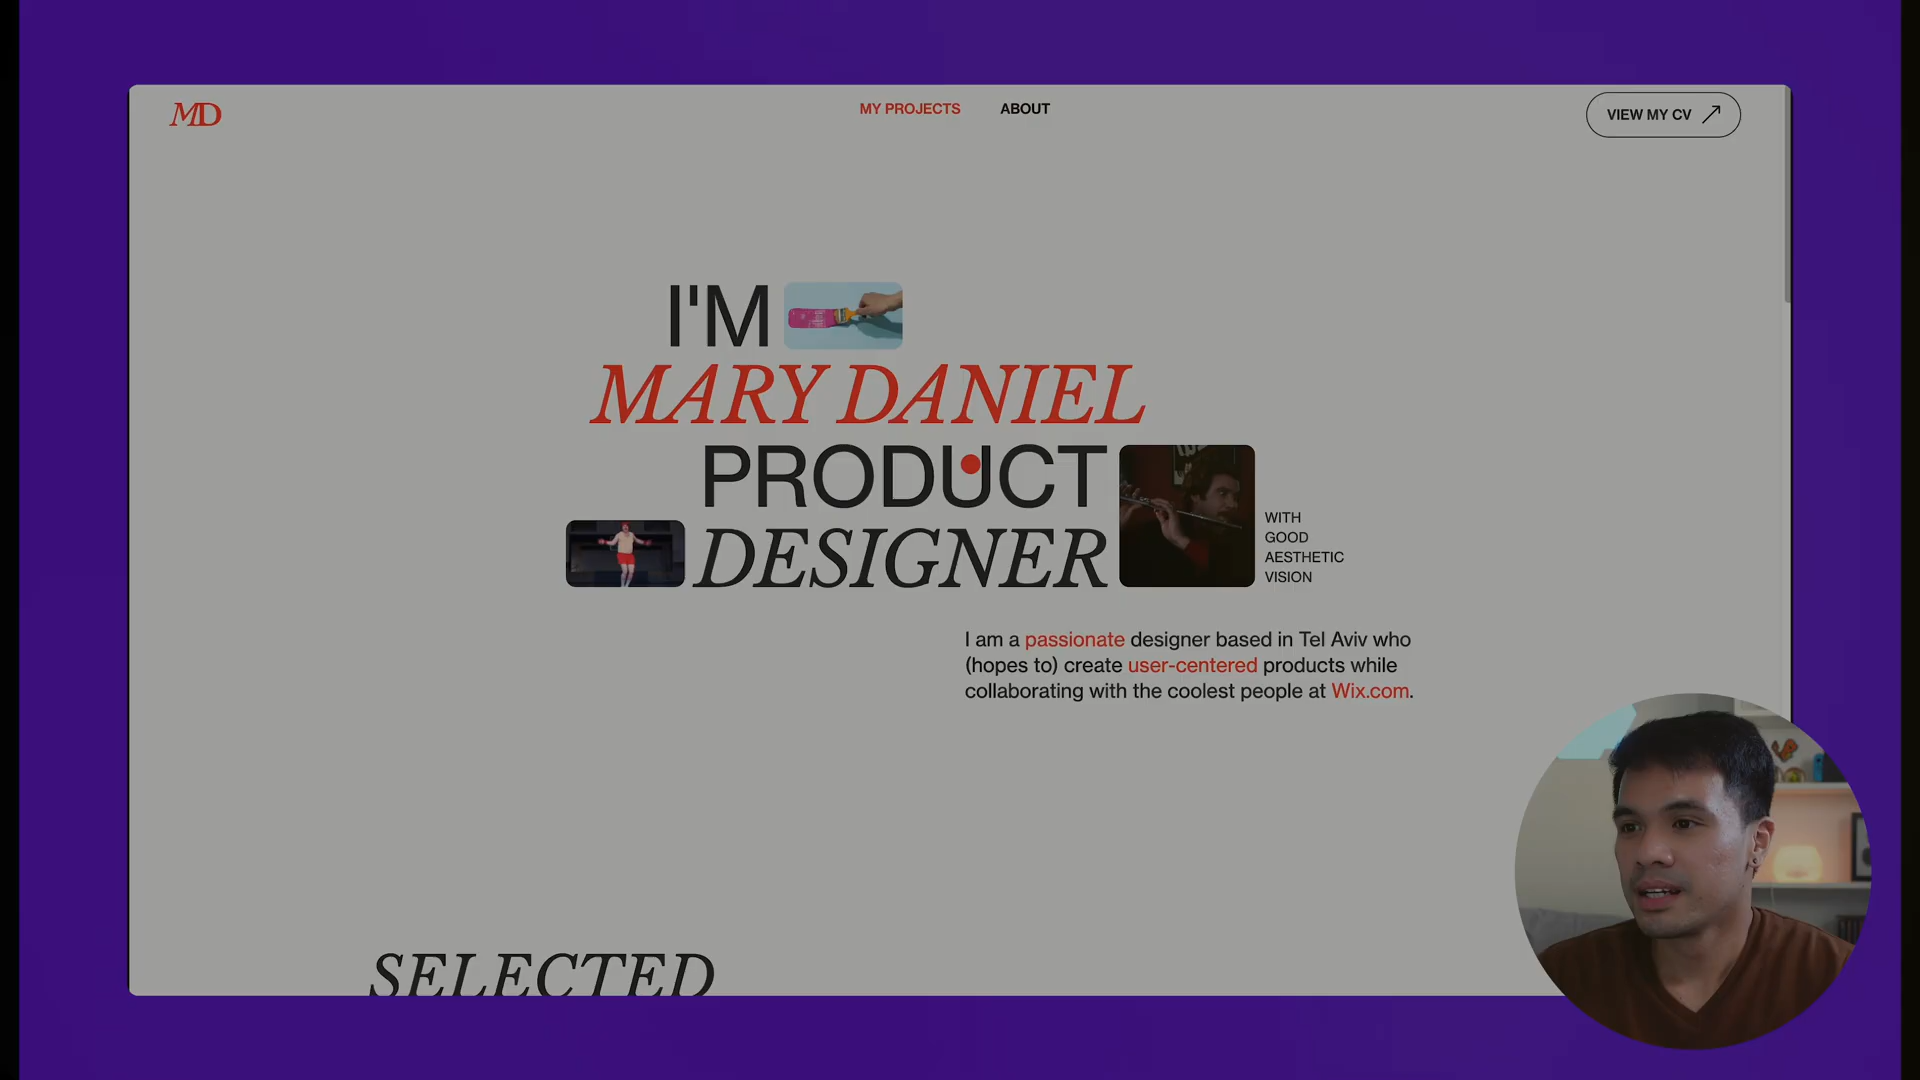 MD
MY PROJECTS
ABOUT
VIEW MY CV
I'M
MARY DANIEL
PRODUCT
DESIGNER
WITH
GOOD
AESTHETIC
VISION
I am a passionate designer based in Tel Aviv who
(hopes to) create user-centered products while
collaborating with the coolest people at Wix.com.
SELECTED